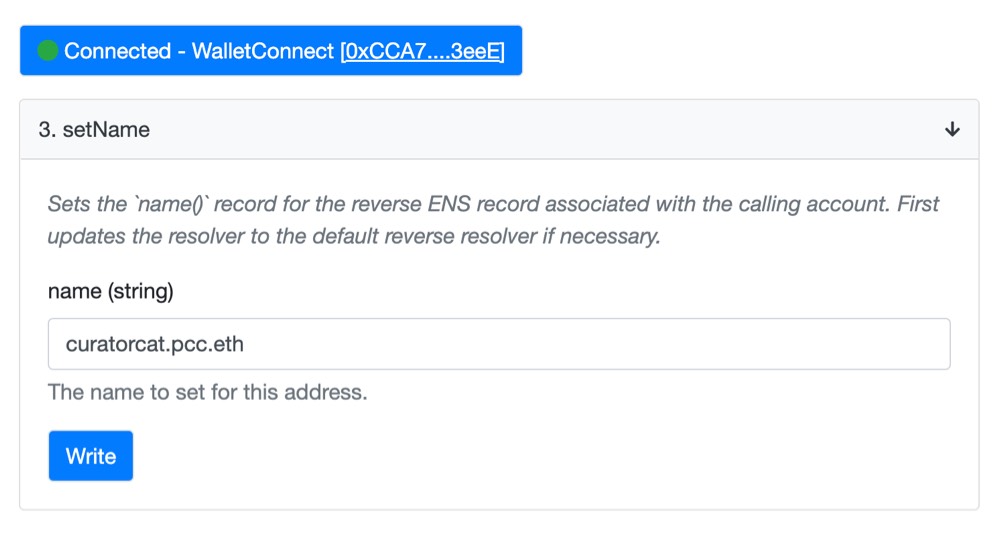 Connected - WalletConnect [0xCCA7....3eeE]
3. setName
Sets the `name()` record for the reverse ENS record associated with the calling account. First
updates the resolver to the default reverse resolver if necessary.
name (string)
curatorcat.pcc.eth
The name to set for this address.
Write